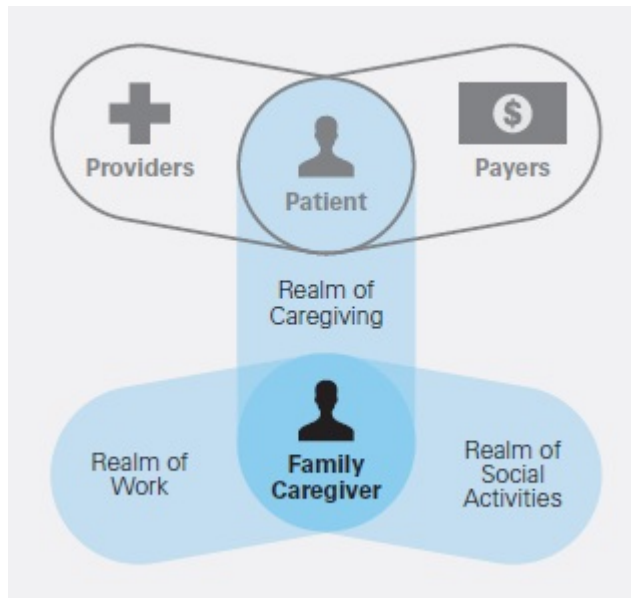 $
Providers
Patient
Payers
Realm of
Caregiving
Realm of
Work
Family
Caregiver
Realm of
Social
Activities